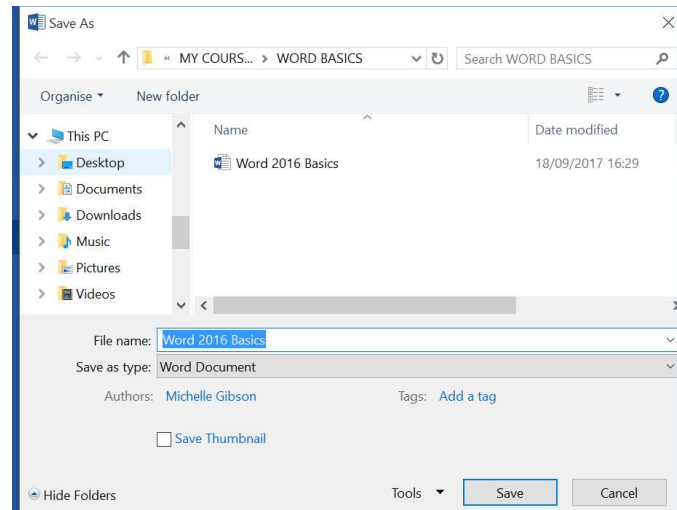 Save As
« MY COURS... > WORD BASICS
Search WORD BASICS
Organise
New folder
Name
Date modified
This PC
Desktop
Documents
Downloads
Music
Pictures
Videos
Word 2016 Basics
18/09/2017 16:29
File name: Word 2016 Basics
Save as type: Word Document
Authors: Michelle Gibson
Tags: Add a tag
Save Thumbnail
Hide Folders
Tools
Save
Cancel